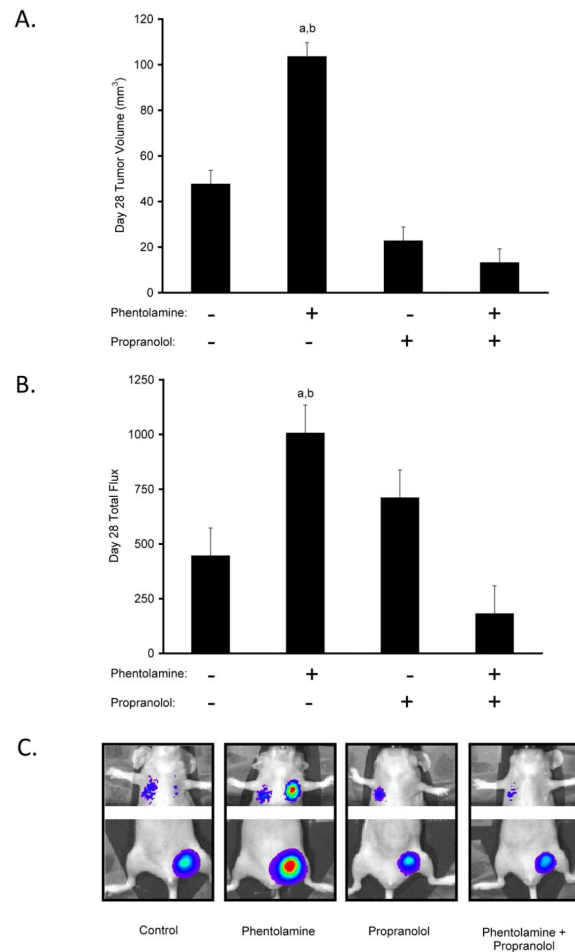 A.
120
100
80
60
40
20
0
Day 28 Tumor Volume (mm³)
a,b
Phentolamine: - + - +
Propranolol: - - + +
B.
1250
1000
750
500
250
0
Day 28 Total Flux
a,b
Phentolamine: - + - +
Propranolol: - - + +
C.
Control
Phentolamine
Propranolol
Phentolamine +
Propranolol